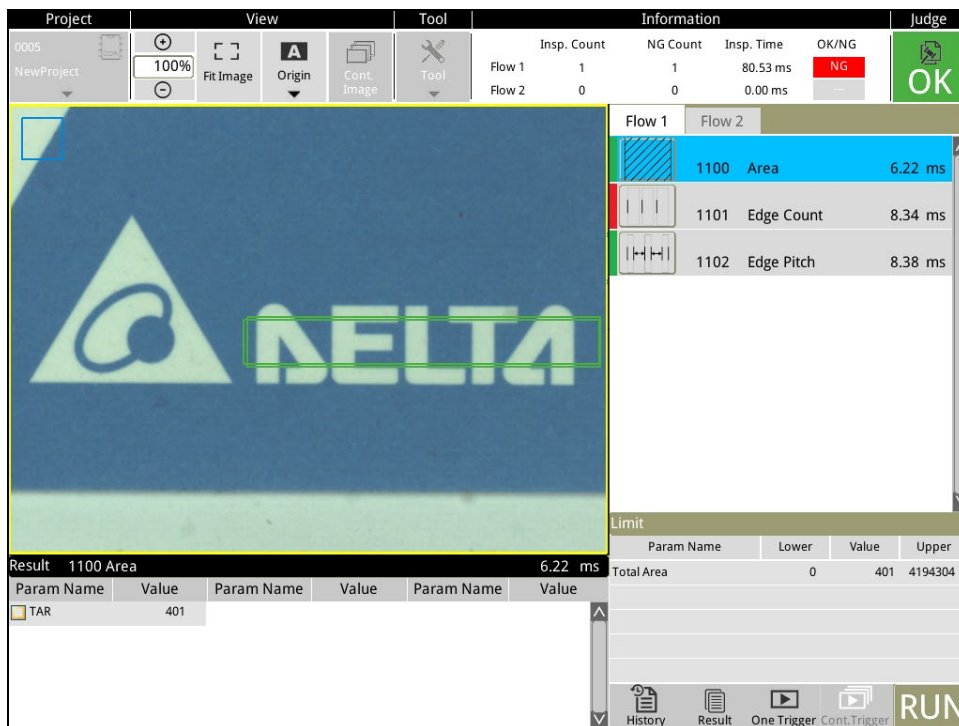 Project View Tool Information Judge
0005
NewProject
100%
Fit Image
A
Origin
Cont.
Image
Tool
Insp. Count NG Count Insp. Time OK/NG
Flow 1 1 1 80.53 ms NG
Flow 2 0 0 0.00 ms ---
OK
DELTA
Flow 1 Flow 2
1100 Area 6.22 ms
1101 Edge Count 8.34 ms
1102 Edge Pitch 8.38 ms
Limit
Param Name Lower Value Upper
Total Area 0 401 4194304
Result 1100 Area 6.22 ms
Param Name Value Param Name Value Param Name Value
TAR 401
History Result One Trigger Cont.Trigger RUN